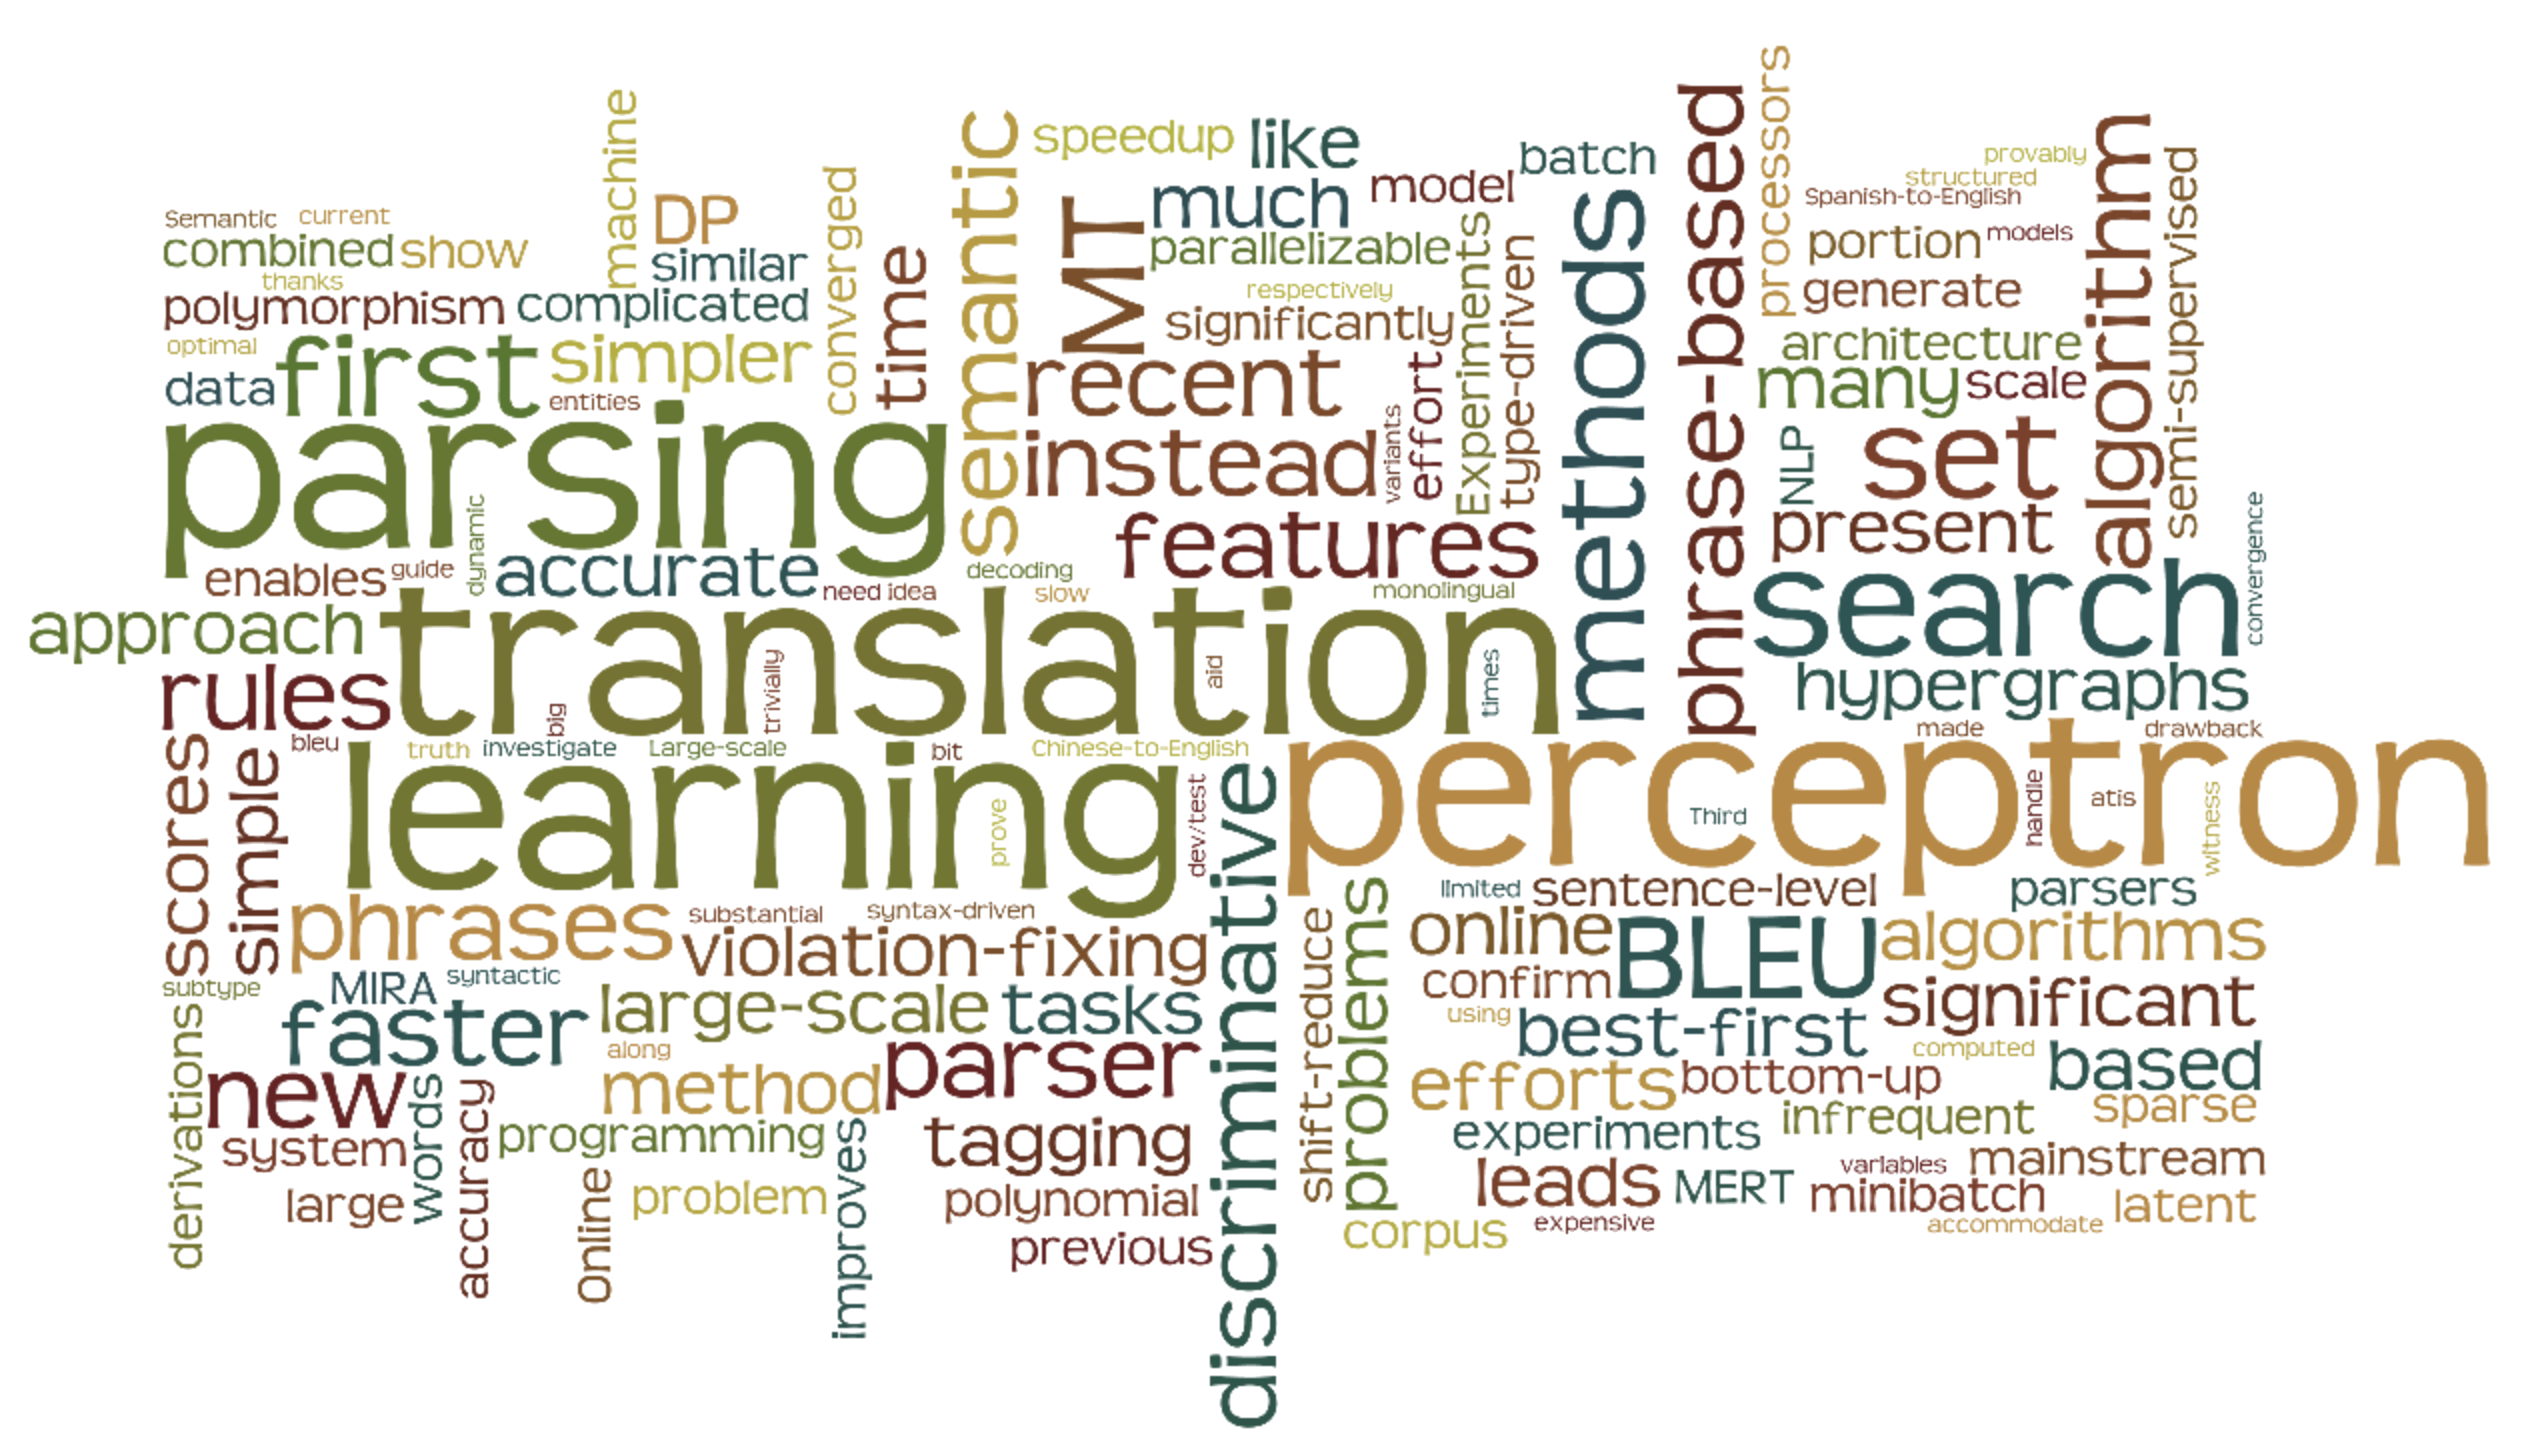 processors
machine
semantic
speedup
like
batch
phrase-based
algorithm
provably
structured
semi-supervised
Spanish-to-English
Semantic
current
DP
converged
MT
much
model
methods
portion
models
combined
show
similar
time
parallelizable
Experiments
type-driven
thanks
respectively
generate
polymorphism
complicated
significantly
architecture
optimal
first
simpler
recent
effort
many
scale
data
entities
parsing
instead
variants
NLP
set
dynamic
features
present
convergence
enables
guide
accurate
need
idea
decoding
slow
monolingual
search
approach
translation
trivially
aid
times
rules
big
hypergraphs
scores
simple
bleu
truth
investigate
Large-scale
bit
Chinese-to-English
made
drawback
learning
prove
dev/test
discriminative
perceptron
Third
handle
atis
witness
phrases
substantial
syntax-driven
limited
sentence-level
parsers
violation-fixing
shift-reduce
problems
online
BLEU
algorithms
subtype
MIRA
syntactic
confirm
significant
derivations
faster
large-scale
tasks
using
best-first
along
computed
based
new
words
accuracy
method
parser
efforts
bottom-up
sparse
system
programming
improves
tagging
experiments
infrequent
large
Online
problem
polynomial
leads
MERT
variables
mainstream
minibatch
latent
previous
corpus
expensive
accommodate